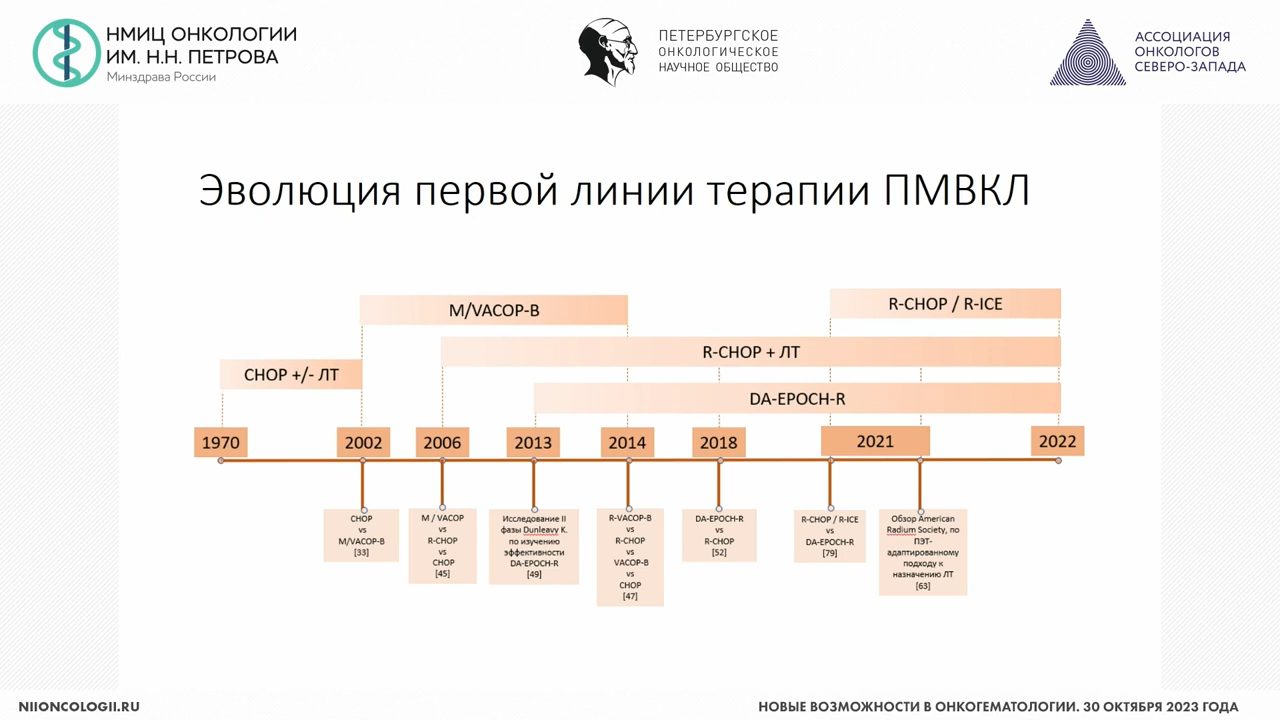 НМИЦ ОНКОЛОГИИ
ИМ. Н.Н. ПЕТРОВА
Минздрава России
ПЕТЕРБУРГСКОЕ
ОНКОЛОГИЧЕСКОЕ
НАУЧНОЕ ОБЩЕСТВО
АССОЦИАЦИЯ
ОНКОЛОГОВ
СЕВЕРО-ЗАПАДА
Эволюция первой линии терапии ПМВКЛ
M/VACOP-B
R-CHOP / R-ICE
R-CHOP + ЛТ
CHOP +/- ЛТ
DA-EPOCH-R
1970
2002
2006
2013
2014
2018
2021
2022
CHOP
vs
M/VACOP-B
[33]
M / VACOP
vs
R-CHOP
vs
CHOP
[45]
Исследование II
фазы Dunleavy K.
по изучению
эффективности
DA-EPOCH-R
[49]
R-VACOP-B
vs
R-CHOP
vs
VACOP-B
vs
CHOP
[47]
DA-EPOCH-R
vs
R-CHOP
[52]
R-CHOP / R-ICE
vs
DA-EPOCH-R
[79]
Обзор American
Radium Society, по
ПЭТ-
адаптированному
подходу к
назначению ЛТ
[63]
NIIONCOLOGII.RU
НОВЫЕ ВОЗМОЖНОСТИ В ОНКОГЕМАТОЛОГИИ. 30 ОКТЯБРЯ 2023 ГОДА